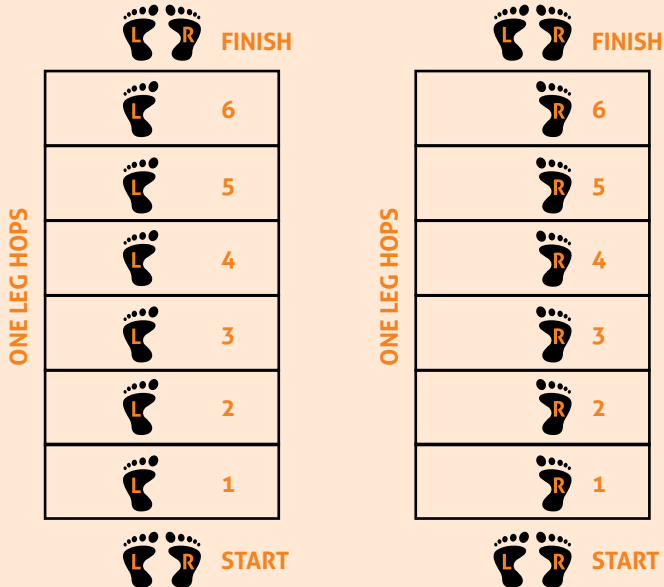 L R FINISH
L 6
L 5
L 4
L 3
L 2
L 1
L R START
ONE LEG HOPS
L R FINISH
R 6
R 5
R 4
R 3
R 2
R 1
L R START
ONE LEG HOPS